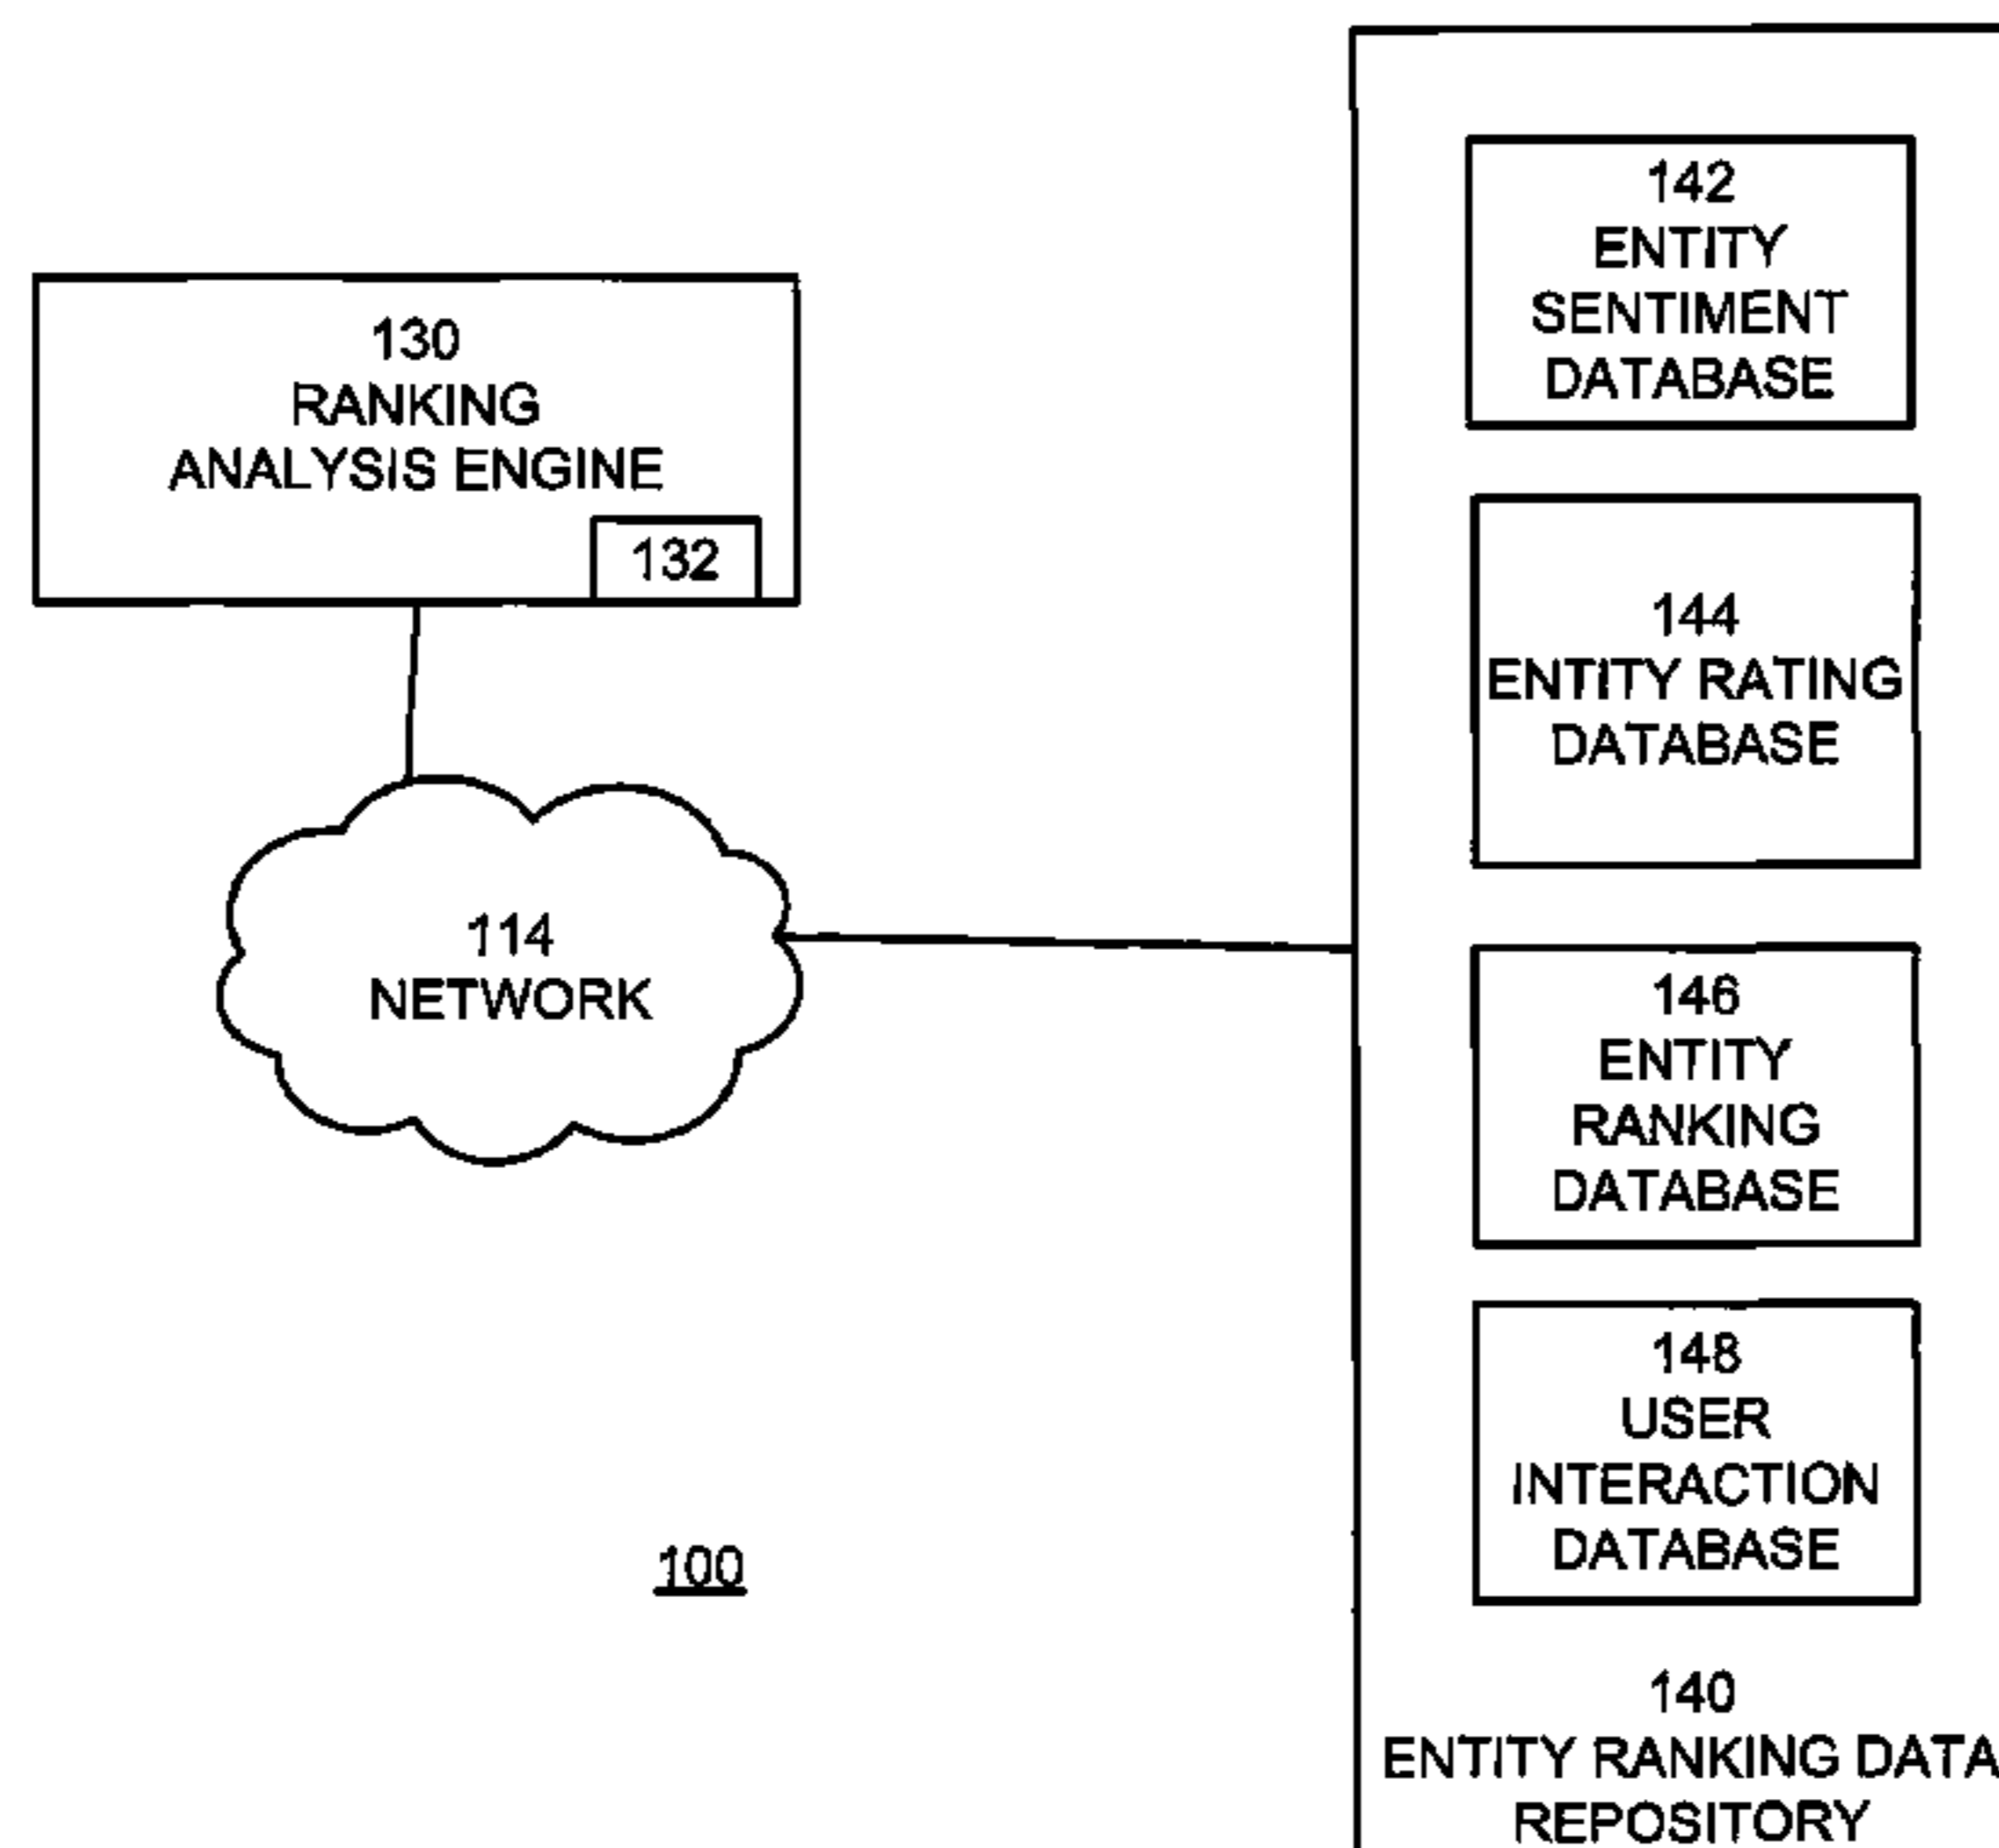 130
RANKING
ANALYSIS ENGINE
132
114
NETWORK
100
142
ENTITY
SENTIMENT
DATABASE
144
ENTITY RATING
DATABASE
146
ENTITY
RANKING
DATABASE
148
USER
INTERACTION
DATABASE
140
ENTITY RANKING DATA
REPOSITORY